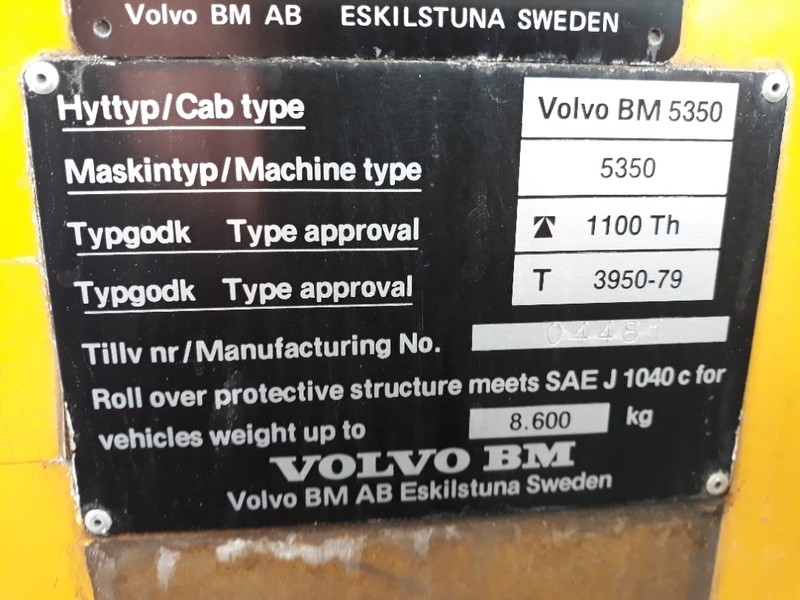 Volvo BM AB ESKILSTUNA SWEDEN
Hyttyp/Cab type Volvo BM 5350
Maskintyp/Machine type 5350
Typgodk Type approval 1100 Th
Typgodk Type approval T 3950-79
Tillv nr/Manufacturing No.
Roll over protective structure meets SAE J 1040 c for
vehicles weight up to 8.600 kg
VOLVO BM
Volvo BM AB Eskilstuna Sweden